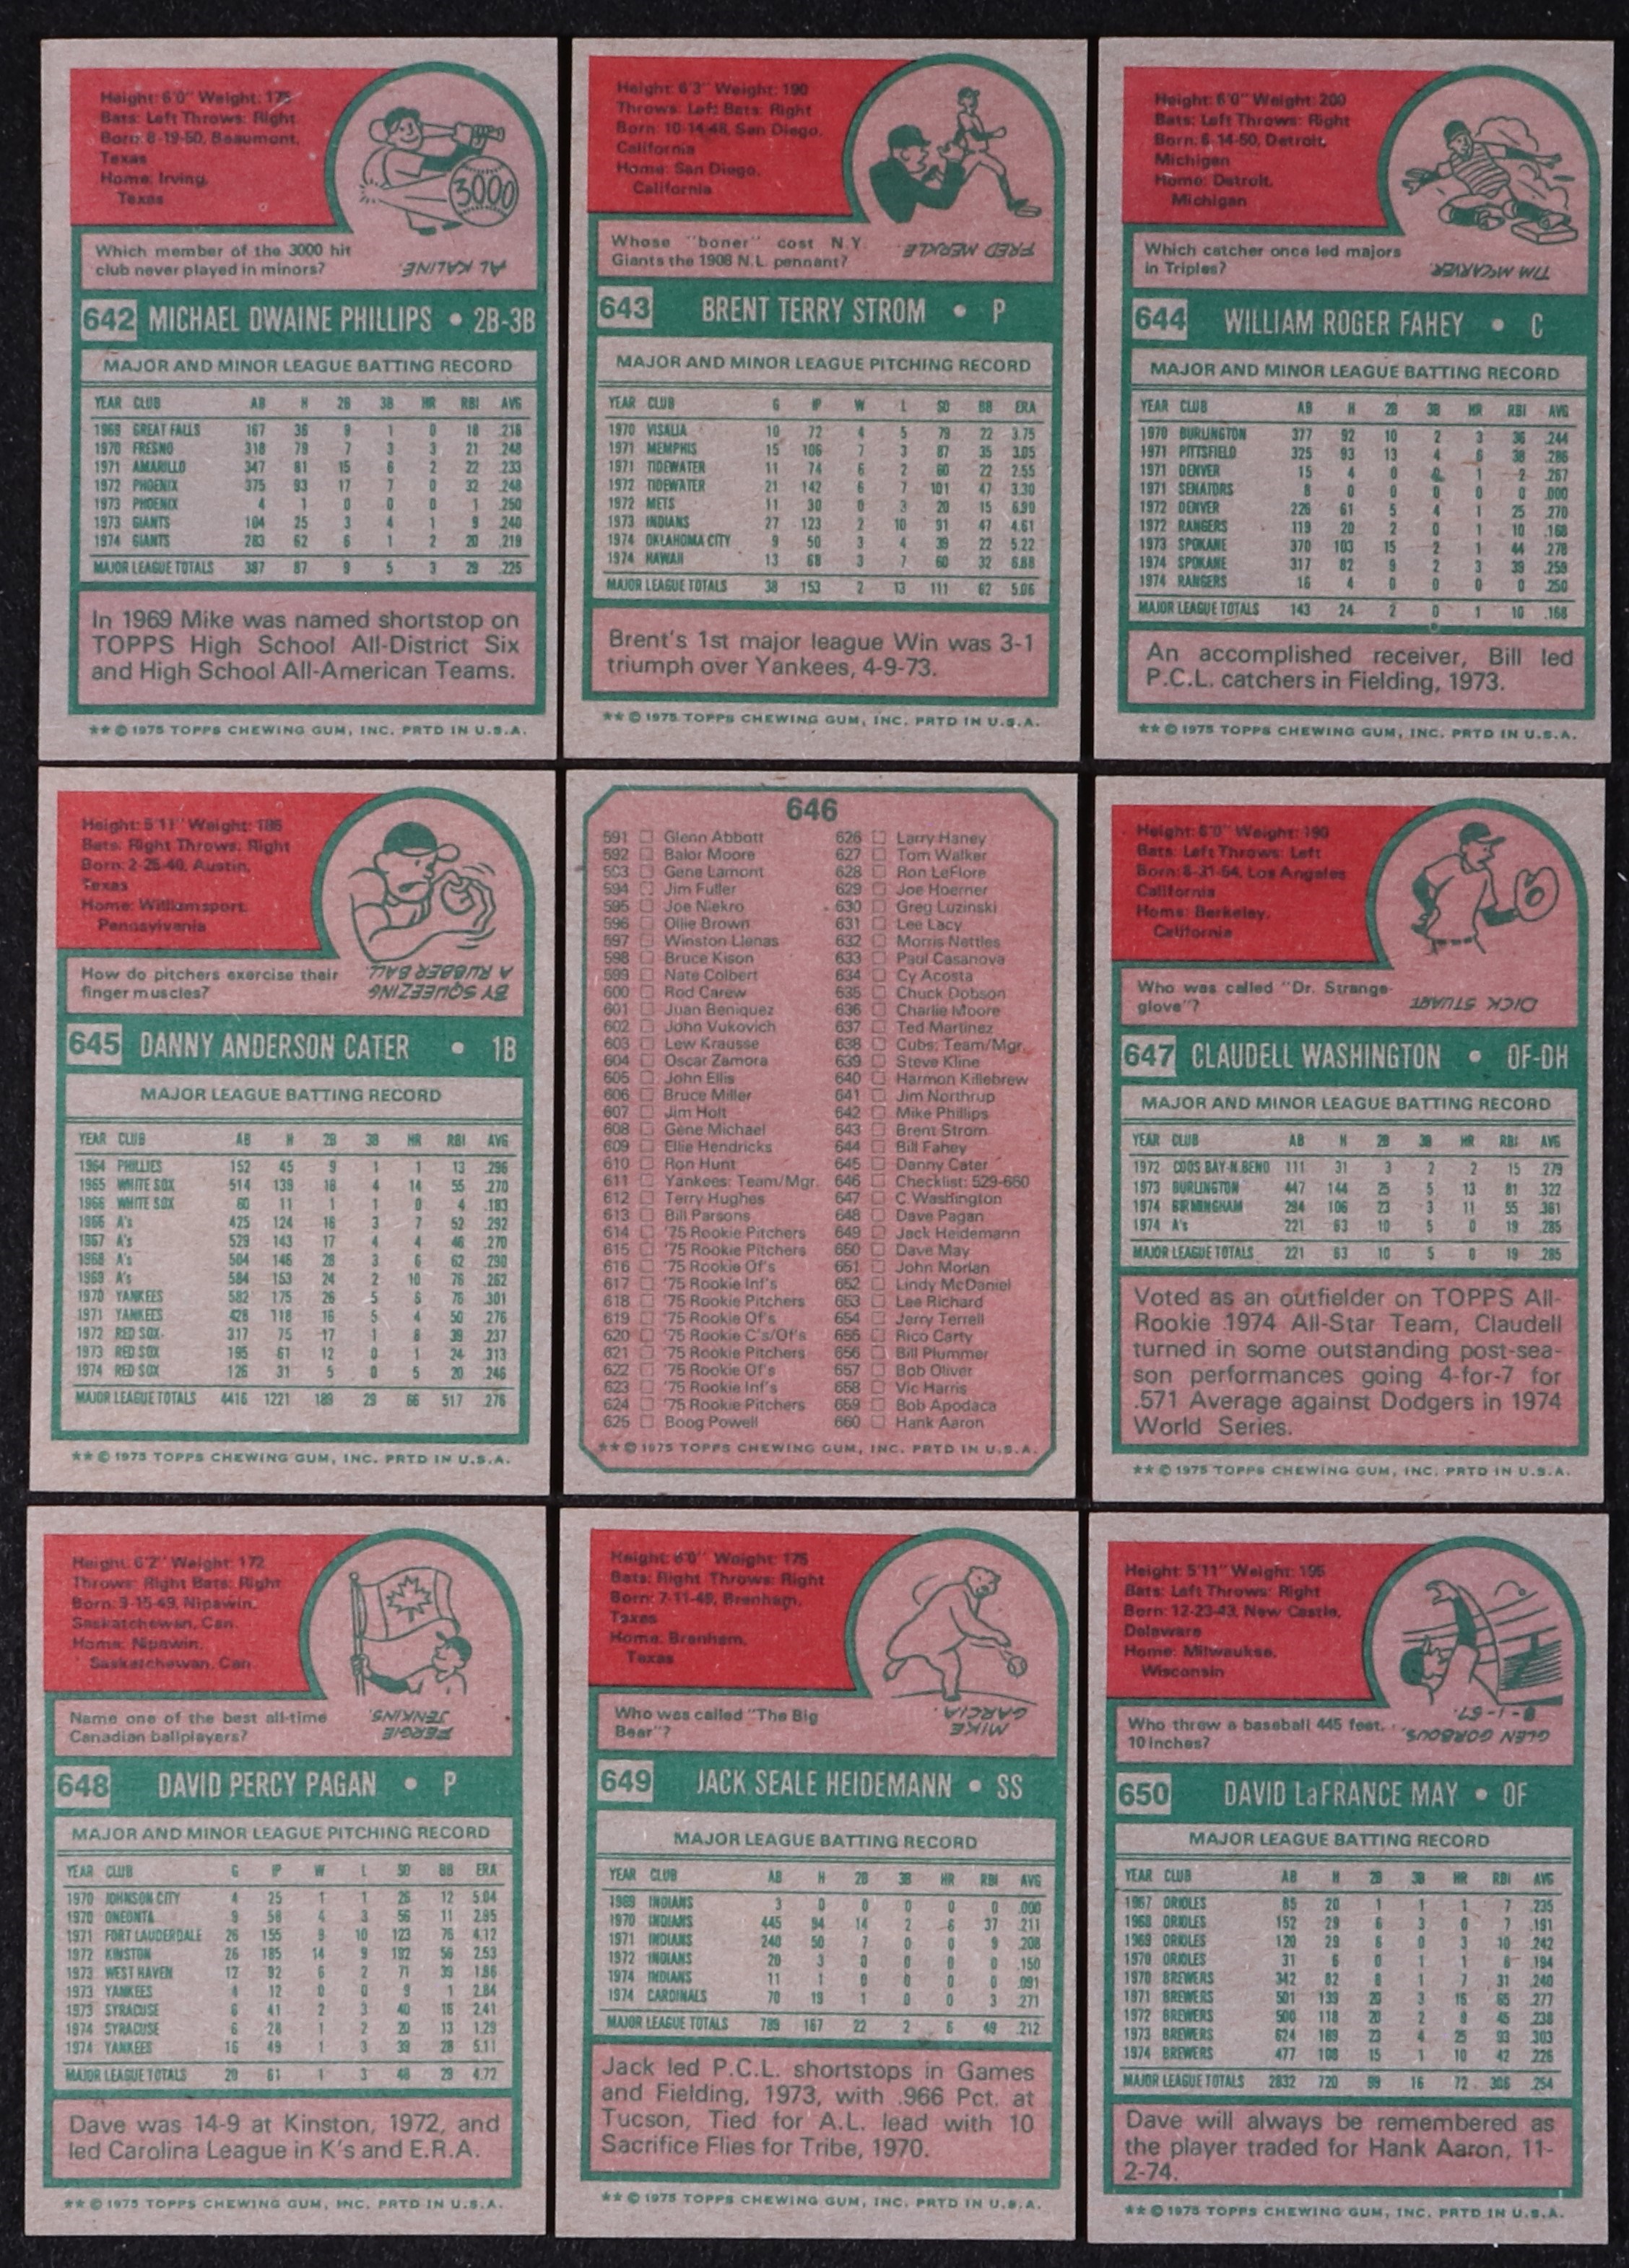 Height: 6'0" Weight: 175
Bats: Left Throws: Right
Born: 8-19-50, Beaumont,
Texas
Home: Irving,
Texas
3000
Which member of the 3000 hit
club never played in minors?
AL KALINE.
642 MICHAEL DWAINE PHILLIPS • 2B-3B
MAJOR AND MINOR LEAGUE BATTING RECORD
YEAR CLUB AB H 2B 3B HR RBI AVG
1969 GREAT FALLS 167 36 9 1 0 18 .216
1970 FRESNO 318 79 7 3 3 21 .248
1971 AMARILLO 347 81 15 6 2 22 .233
1972 PHOENIX 375 93 17 7 0 32 .248
1973 PHOENIX 4 1 0 0 0 1 .250
1973 GIANTS 104 25 3 4 1 9 .240
1974 GIANTS 283 62 6 1 2 20 .219
MAJOR LEAGUE TOTALS 387 87 9 5 3 29 .225
In 1969 Mike was named shortstop on
TOPPS High School All-District Six
and High School All-American Teams.
★★ © 1975 TOPPS CHEWING GUM, INC. PRTD IN U.S.A.
Height: 6'3" Weight: 190
Throws: Left Bats: Right
Born: 10-14-48, San Diego,
California
Home: San Diego,
California
Whose "boner" cost N.Y.
Giants the 1908 N.L. pennant?
FRED MERKLE.
643 BRENT TERRY STROM • P
MAJOR AND MINOR LEAGUE PITCHING RECORD
YEAR CLUB G IP W L SO BB ERA
1970 VISALIA 10 72 4 5 79 22 3.75
1971 MEMPHIS 15 106 7 3 87 35 3.05
1971 TIDEWATER 11 74 6 2 60 22 2.55
1972 TIDEWATER 21 142 6 7 101 47 3.30
1972 METS 11 30 0 3 20 15 6.90
1973 INDIANS 27 123 2 10 91 47 4.61
1974 OKLAHOMA CITY 9 50 3 4 39 22 5.22
1974 HAWAII 13 68 3 7 60 32 6.88
MAJOR LEAGUE TOTALS 38 153 2 13 111 62 5.06
Brent's 1st major league Win was 3-1
triumph over Yankees, 4-9-73.
★★ © 1975 TOPPS CHEWING GUM, INC. PRTD IN U.S.A.
Height: 6'0" Weight: 200
Bats: Left Throws: Right
Born: 6-14-50, Detroit,
Michigan
Home: Detroit,
Michigan
Which catcher once led majors
in Triples?
TIM McCARVER.
644 WILLIAM ROGER FAHEY • C
MAJOR AND MINOR LEAGUE BATTING RECORD
YEAR CLUB AB H 2B 3B HR RBI AVG
1970 BURLINGTON 377 92 10 2 3 36 .244
1971 PITTSFIELD 325 93 13 4 6 38 .286
1971 DENVER 15 4 0 0 1 2 .267
1971 SENATORS 8 0 0 0 0 0 .000
1972 DENVER 226 61 5 4 1 25 .270
1972 RANGERS 119 20 2 0 1 10 .168
1973 SPOKANE 370 103 15 2 1 44 .278
1974 SPOKANE 317 82 9 2 3 39 .259
1974 RANGERS 16 4 0 0 0 0 .250
MAJOR LEAGUE TOTALS 143 24 2 0 1 10 .168
An accomplished receiver, Bill led
P.C.L. catchers in Fielding, 1973.
★★ © 1975 TOPPS CHEWING GUM, INC. PRTD IN U.S.A.
Height: 5'11" Weight: 186
Bats: Right Throws: Right
Born: 2-25-40, Austin,
Texas
Home: Williamsport,
Pennsylvania
How do pitchers exercise their
finger muscles?
BY SQUEEZING
A RUBBER BALL.
645 DANNY ANDERSON CATER • 1B
MAJOR LEAGUE BATTING RECORD
YEAR CLUB AB H 2B 3B HR RBI AVG
1964 PHILLIES 152 45 9 1 1 13 .296
1965 WHITE SOX 514 139 18 4 14 55 .270
1966 WHITE SOX 60 11 1 1 0 4 .183
1966 A's 425 124 16 3 7 52 .292
1967 A's 529 143 17 4 4 46 .270
1968 A's 504 146 28 3 6 62 .290
1969 A's 584 153 24 2 10 76 .262
1970 YANKEES 582 175 26 5 6 76 .301
1971 YANKEES 428 118 16 5 4 50 .276
1972 RED SOX 317 75 17 1 8 39 .237
1973 RED SOX 195 61 12 0 1 24 .313
1974 RED SOX 126 31 5 0 5 20 .246
MAJOR LEAGUE TOTALS 4416 1221 189 29 66 517 .276
★★ © 1975 TOPPS CHEWING GUM, INC. PRTD IN U.S.A.
646
591 Glenn Abbott
592 Balor Moore
593 Gene Lamont
594 Jim Fuller
595 Joe Niekro
596 Ollie Brown
597 Winston Llenas
598 Bruce Kison
599 Nate Colbert
600 Rod Carew
601 Juan Beniquez
602 John Vukovich
603 Lew Krausse
604 Oscar Zamora
605 John Ellis
606 Bruce Miller
607 Jim Holt
608 Gene Michael
609 Ellie Hendricks
610 Ron Hunt
611 Yankees: Team/Mgr.
612 Terry Hughes
613 Bill Parsons
614 '75 Rookie Pitchers
615 '75 Rookie Pitchers
616 '75 Rookie Of's
617 '75 Rookie Inf's
618 '75 Rookie Pitchers
619 '75 Rookie Of's
620 '75 Rookie C's/Of's
621 '75 Rookie Pitchers
622 '75 Rookie Of's
623 '75 Rookie Inf's
624 '75 Rookie Pitchers
625 Boog Powell
626 Larry Haney
627 Tom Walker
628 Ron LeFlore
629 Joe Hoerner
630 Greg Luzinski
631 Lee Lacy
632 Morris Nettles
633 Paul Casanova
634 Cy Acosta
635 Chuck Dobson
636 Charlie Moore
637 Ted Martinez
638 Cubs: Team/Mgr.
639 Steve Kline
640 Harmon Killebrew
641 Jim Northrup
642 Mike Phillips
643 Brent Strom
644 Bill Fahey
645 Danny Cater
646 Checklist: 529-660
647 C Washington
648 Dave Pagan
649 Jack Heidemann
650 Dave May
651 John Morlan
652 Lindy McDaniel
653 Lee Richard
654 Jerry Terrell
655 Rico Carty
656 Bill Plummer
657 Bob Oliver
658 Vic Harris
659 Bob Apodaca
660 Hank Aaron
★★ © 1975 TOPPS CHEWING GUM, INC. PRTD IN U.S.A.
Height: 6'0" Weight: 190
Bats: Left Throws: Left
Born: 8-31-54, Los Angeles
California
Home: Berkeley,
California
Who was called "Dr. Strange-
glove"?
DICK STUART
647 CLAUDELL WASHINGTON • OF-DH
MAJOR AND MINOR LEAGUE BATTING RECORD
YEAR CLUB AB H 2B 3B HR RBI AVG
1972 COOS BAY-N.BEND 111 31 3 2 2 15 .279
1973 BURLINGTON 447 144 25 5 13 81 .322
1974 BIRMINGHAM 294 106 23 3 11 55 .361
1974 A's 221 63 10 5 0 19 .285
MAJOR LEAGUE TOTALS 221 63 10 5 0 19 .285
Voted as an outfielder on TOPPS All-
Rookie 1974 All-Star Team, Claudell
turned in some outstanding post-sea-
son performances going 4-for-7 for
.571 Average against Dodgers in 1974
World Series.
★★ © 1975 TOPPS CHEWING GUM, INC. PRTD IN U.S.A.
Height: 6'2" Weight: 172
Throws: Right Bats: Right
Born: 9-15-49, Nipawin,
Saskatchewan, Can.
Home: Nipawin,
Saskatchewan, Can.
Name one of the best all-time
Canadian ballplayers?
FERGIE
JENKINS.
648 DAVID PERCY PAGAN • P
MAJOR AND MINOR LEAGUE PITCHING RECORD
YEAR CLUB G IP W L SO BB ERA
1970 JOHNSON CITY 4 25 1 1 26 12 5.04
1970 ONEONTA 9 58 4 3 56 11 2.95
1971 FORT LAUDERDALE 26 155 9 10 123 76 4.12
1972 KINSTON 26 185 14 9 192 56 2.53
1973 WEST HAVEN 12 92 6 2 71 39 1.86
1973 YANKEES 4 12 0 0 9 1 2.84
1973 SYRACUSE 6 41 2 3 40 16 2.41
1974 SYRACUSE 6 28 1 2 20 13 1.29
1974 YANKEES 16 49 1 3 39 28 5.11
MAJOR LEAGUE TOTALS 20 61 1 3 48 29 4.72
Dave was 14-9 at Kinston, 1972, and
led Carolina League in K's and E.R.A.
★★ © 1975 TOPPS CHEWING GUM, INC. PRTD IN U.S.A.
Height: 6'0" Weight: 175
Bats: Right Throws: Right
Born: 7-11-49, Brenham,
Texas
Home: Brenham,
Texas
Who was called "The Big
Bear"?
MIKE
GARCIA.
649 JACK SEALE HEIDEMANN • SS
MAJOR LEAGUE BATTING RECORD
YEAR CLUB AB H 2B 3B HR RBI AVG
1969 INDIANS 3 0 0 0 0 0 .000
1970 INDIANS 445 94 14 2 6 37 .211
1971 INDIANS 240 50 7 0 0 9 .208
1972 INDIANS 20 3 0 0 0 0 .150
1974 INDIANS 11 1 0 0 0 0 .091
1974 CARDINALS 70 19 1 0 0 3 .271
MAJOR LEAGUE TOTALS 789 167 22 2 6 49 .212
Jack led P.C.L. shortstops in Games
and Fielding, 1973, with .966 Pct. at
Tucson, Tied for A.L. lead with 10
Sacrifice Flies for Tribe, 1970.
★★ © 1975 TOPPS CHEWING GUM, INC. PRTD IN U.S.A.
Height: 5'11" Weight: 195
Bats: Left Throws: Right
Born: 12-23-43, New Castle,
Delaware
Home: Milwaukee,
Wisconsin
Who threw a baseball 445 feet,
10 inches?
GLEN GORBOUS,
8-1-57.
650 DAVID LaFRANCE MAY • OF
MAJOR LEAGUE BATTING RECORD
YEAR CLUB AB H 2B 3B HR RBI AVG
1967 ORIOLES 85 20 1 1 1 7 .235
1968 ORIOLES 152 29 6 3 0 7 .191
1969 ORIOLES 120 29 6 0 3 10 .242
1970 ORIOLES 31 6 0 1 1 6 .194
1970 BREWERS 342 82 8 1 7 31 .240
1971 BREWERS 501 139 20 3 16 65 .277
1972 BREWERS 500 118 20 2 9 45 .238
1973 BREWERS 624 189 23 4 25 93 .303
1974 BREWERS 477 108 15 1 10 42 .226
MAJOR LEAGUE TOTALS 2832 720 99 16 72 306 .254
Dave will always be remembered as
the player traded for Hank Aaron, 11-
2-74.
★★ © 1975 TOPPS CHEWING GUM, INC. PRTD IN U.S.A.